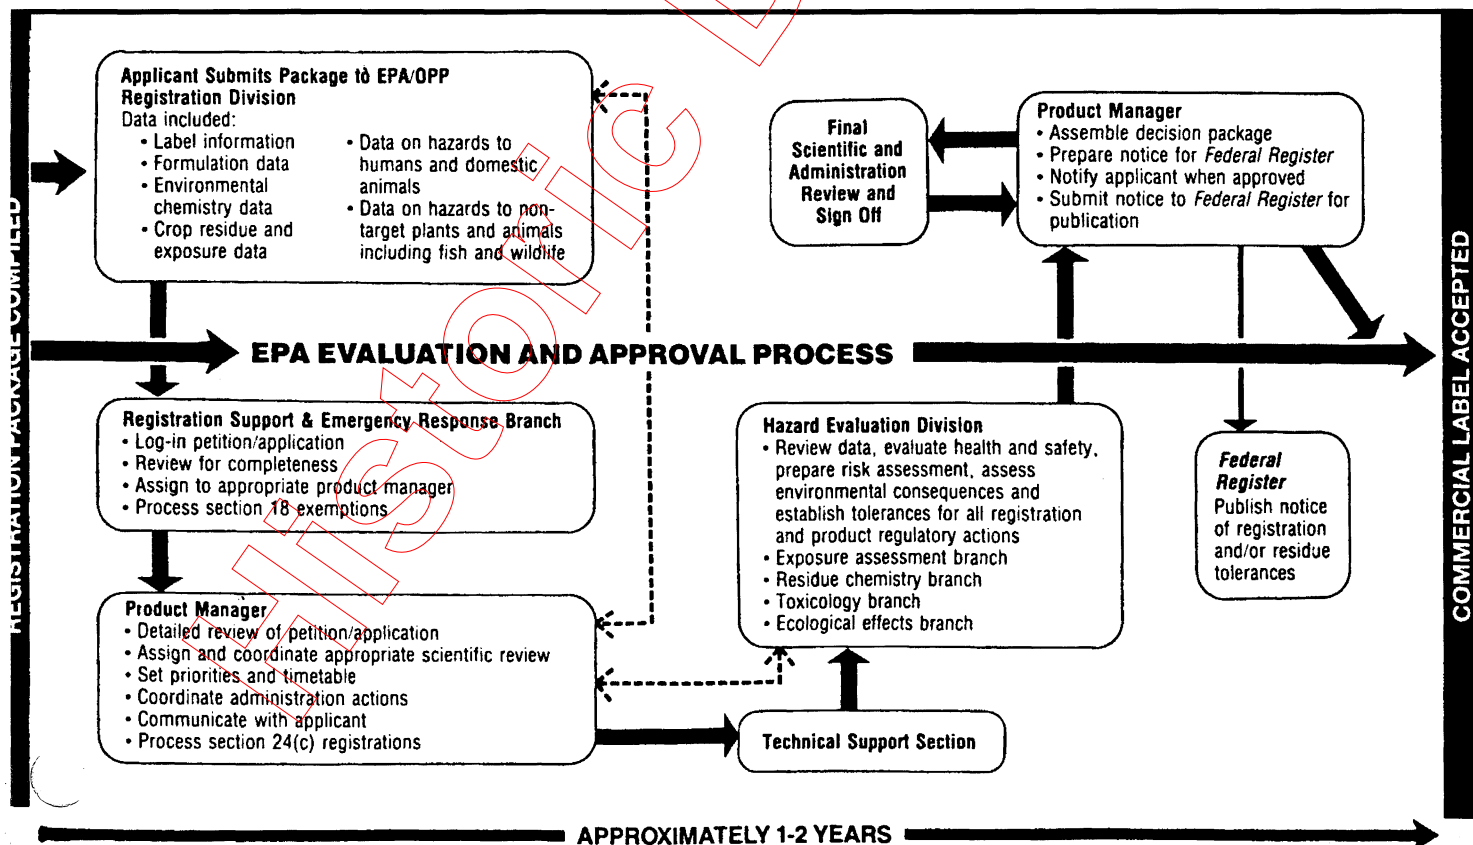 REGISTRATION PACKAGE COMPILED
Applicant Submits Package to EPA/OPP
Registration Division
Data included:
• Label information
• Formulation data
• Environmental
chemistry data
• Crop residue and
exposure data
• Data on hazards to
humans and domestic
animals
• Data on hazards to non-
target plants and animals
including fish and wildlife
Final
Scientific and
Administration
Review and
Sign Off
Product Manager
• Assemble decision package
• Prepare notice for Federal Register
• Notify applicant when approved
• Submit notice to Federal Register for
publication
EPA EVALUATION AND APPROVAL PROCESS
Registration Support & Emergency Response Branch
• Log-in petition/application
• Review for completeness
• Assign to appropriate product manager
• Process section 18 exemptions
Product Manager
• Detailed review of petition/application
• Assign and coordinate appropriate scientific review
• Set priorities and timetable
• Coordinate administration actions
• Communicate with applicant
• Process section 24(c) registrations
Hazard Evaluation Division
• Review data, evaluate health and safety,
prepare risk assessment, assess
environmental consequences and
establish tolerances for all registration
and product regulatory actions
• Exposure assessment branch
• Residue chemistry branch
• Toxicology branch
• Ecological effects branch
Technical Support Section
Federal
Register
Publish notice
of registration
and/or residue
tolerances
COMMERCIAL LABEL ACCEPTED
APPROXIMATELY 1-2 YEARS
Historic